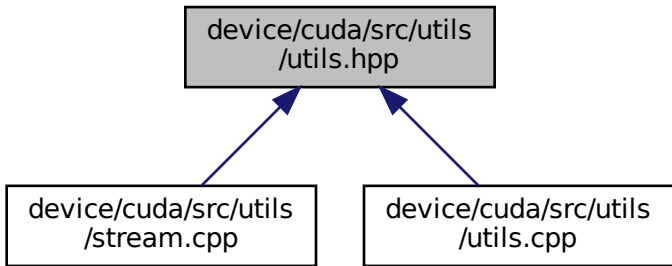 device/cuda/src/utils
/utils.hpp
device/cuda/src/utils
/stream.cpp
device/cuda/src/utils
/utils.cpp